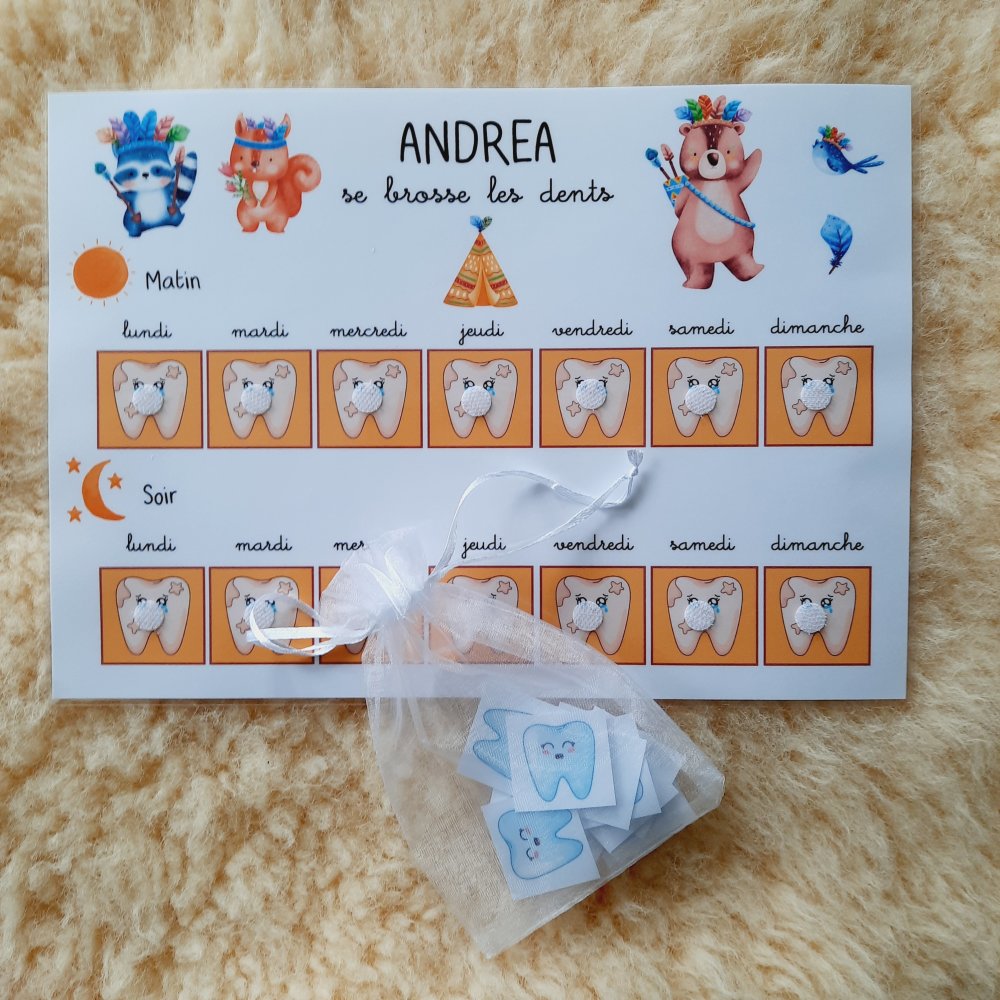 ANDREA
se brosse les dents
Matin
lundi mardi mercredi jeudi vendredi samedi dimanche
Soir
lundi mardi mer jeudi vendredi samedi dimanche